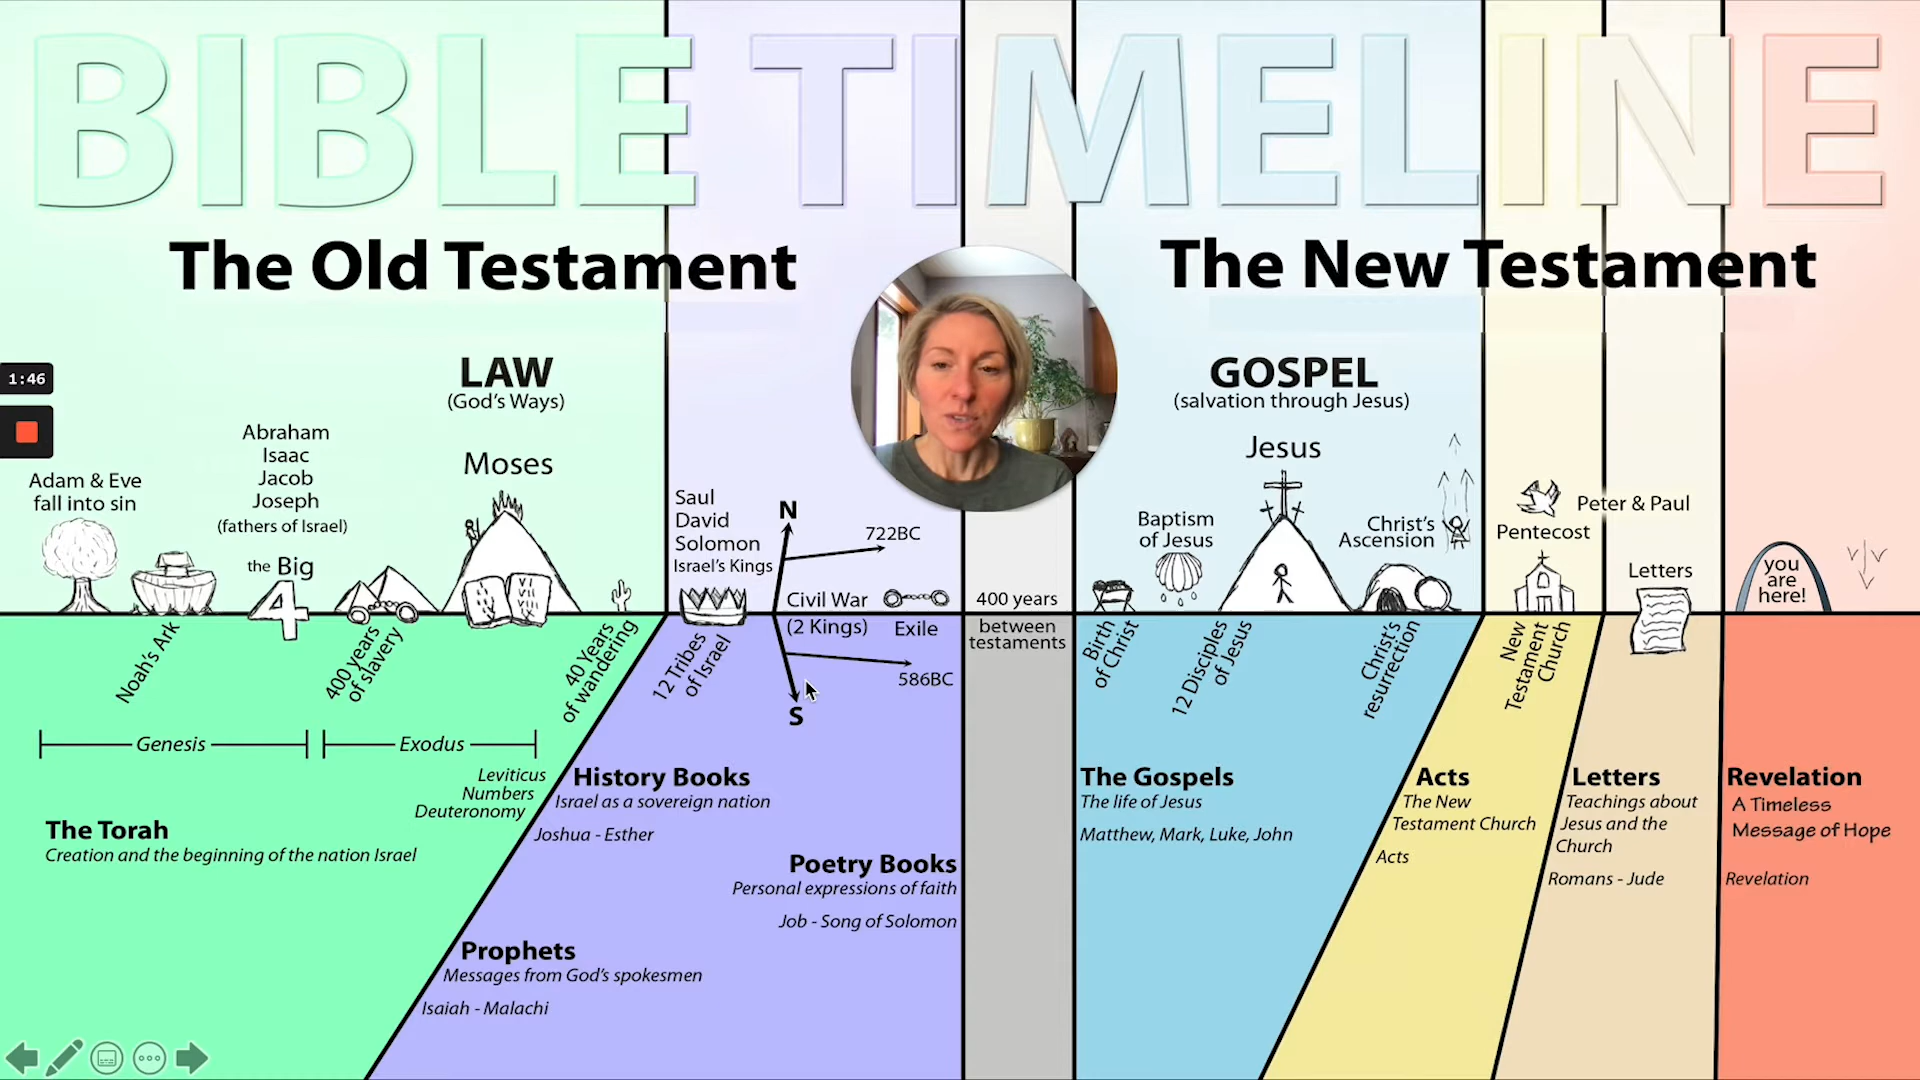 BIBLE TIMELINE
The Old Testament
The New Testament
1:46
LAW
(God's Ways)
GOSPEL
(salvation through Jesus)
Adam & Eve
fall into sin
Abraham
Isaac
Jacob
Joseph
(fathers of Israel)
the Big
4
Moses
Saul
David
Solomon
Israel's Kings
N
722BC
Civil War
(2 Kings)
Exile
586BC
S
400 years
between
testaments
Baptism
of Jesus
Jesus
Christ's
Ascension
Pentecost
Peter & Paul
Letters
you
are
here!
Noah's Ark
400 years
of slavery
40 Years
of wandering
12 Tribes
of Israel
Birth
of Christ
12 Disciples
of Jesus
Christ's
resurrection
New
Testament
Church
Genesis
Exodus
Leviticus
Numbers
Deuteronomy
The Torah
Creation and the beginning of the nation Israel
History Books
Israel as a sovereign nation
Joshua - Esther
Poetry Books
Personal expressions of faith
Job - Song of Solomon
Prophets
Messages from God's spokesmen
Isaiah - Malachi
The Gospels
The life of Jesus
Matthew, Mark, Luke, John
Acts
The New
Testament Church
Acts
Letters
Teachings about
Jesus and the
Church
Romans - Jude
Revelation
A Timeless
Message of Hope
Revelation